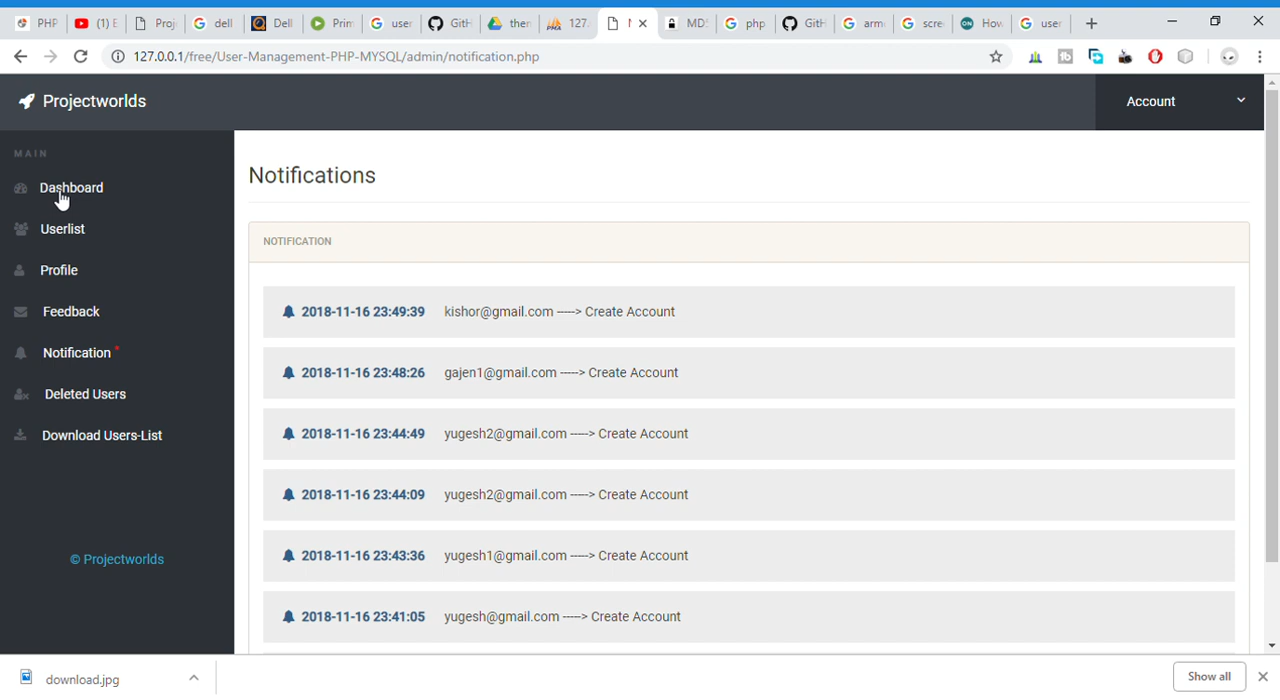 PHP
(1) E
Proj
dell
Dell
Prim
user
GitH
then
127.
MD5
php
GitH
arm
scre
How
user
127.0.0.1/free/User-Management-PHP-MYSQL/admin/notification.php
Projectworlds
Account
MAIN
Dashboard
Userlist
Profile
Feedback
Notification *
Deleted Users
Download Users-List
© Projectworlds
Notifications
NOTIFICATION
2018-11-16 23:49:39 kishor@gmail.com -----> Create Account
2018-11-16 23:48:26 gajen1@gmail.com -----> Create Account
2018-11-16 23:44:49 yugesh2@gmail.com -----> Create Account
2018-11-16 23:44:09 yugesh2@gmail.com -----> Create Account
2018-11-16 23:43:36 yugesh1@gmail.com -----> Create Account
2018-11-16 23:41:05 yugesh@gmail.com -----> Create Account
download.jpg
Show all